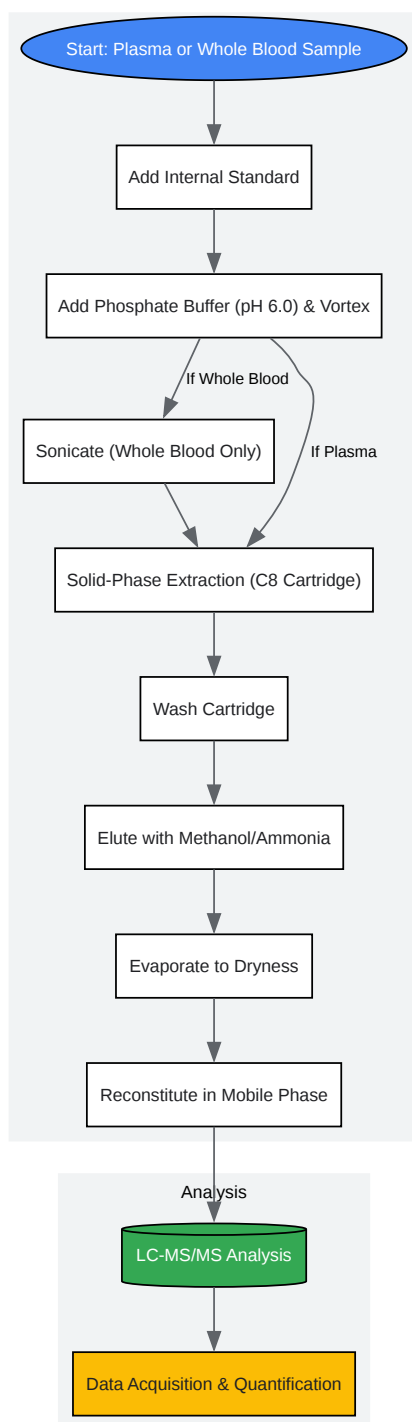 Start: Plasma or Whole Blood Sample
Add Internal Standard
Add Phosphate Buffer (pH 6.0) & Vortex
If Whole Blood
Sonicate (Whole Blood Only)
If Plasma
Solid-Phase Extraction (C8 Cartridge)
Wash Cartridge
Elute with Methanol/Ammonia
Evaporate to Dryness
Reconstitute in Mobile Phase
Analysis
LC-MS/MS Analysis
Data Acquisition & Quantification